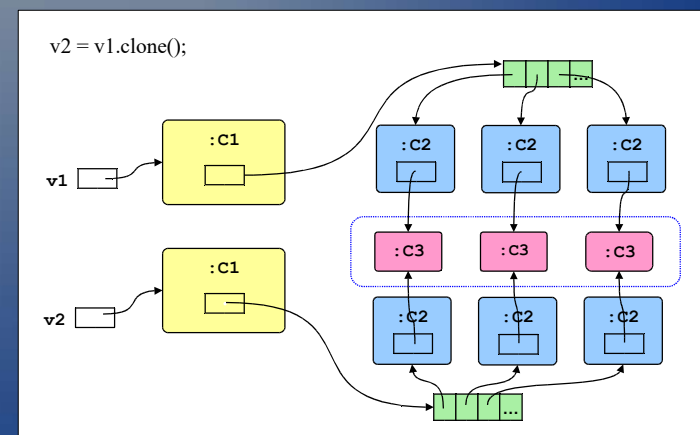 v2 = v1.clone();
...
:C1
:C2 :C2 :C2
v1
:C3 :C3 :C3
:C1
v2
:C2 :C2 :C2
...